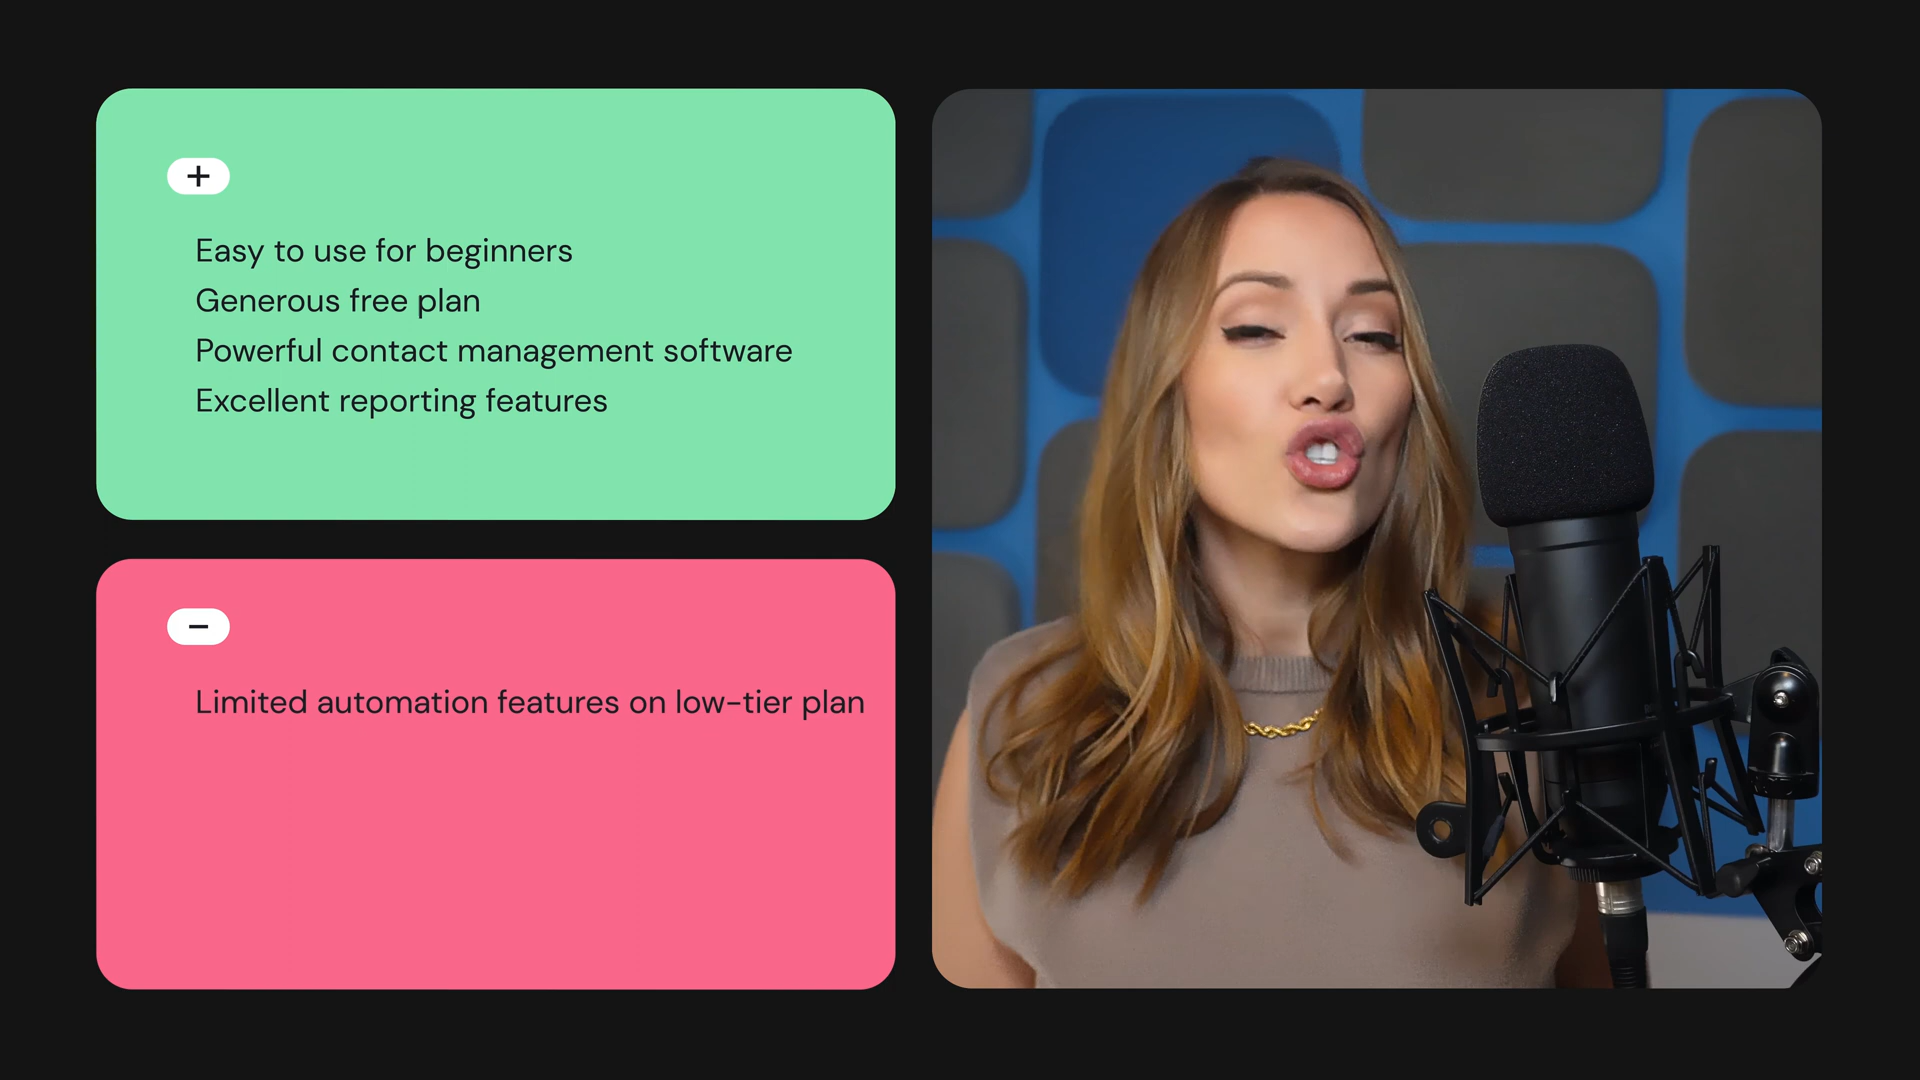 +
Easy to use for beginners
Generous free plan
Powerful contact management software
Excellent reporting features
−
Limited automation features on low-tier plan